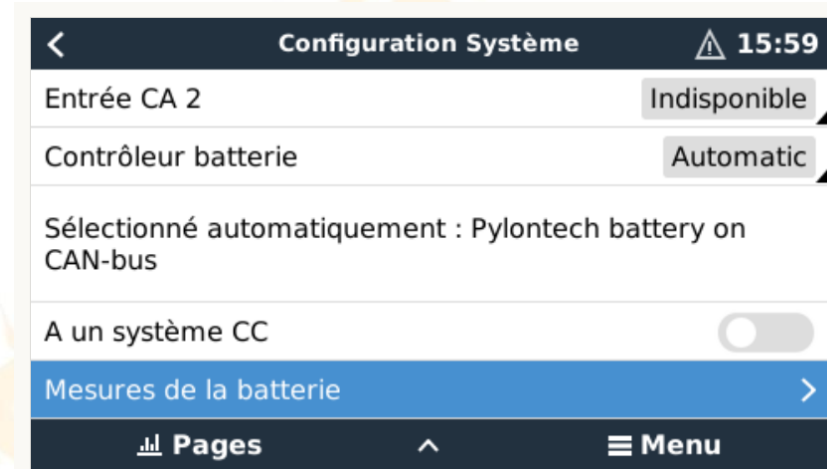 Configuration Système 15:59
Entrée CA 2 Indisponible
Contrôleur batterie Automatic
Sélectionné automatiquement : Pylontech battery on
CAN-bus
A un système CC
Mesures de la batterie
Pages Menu